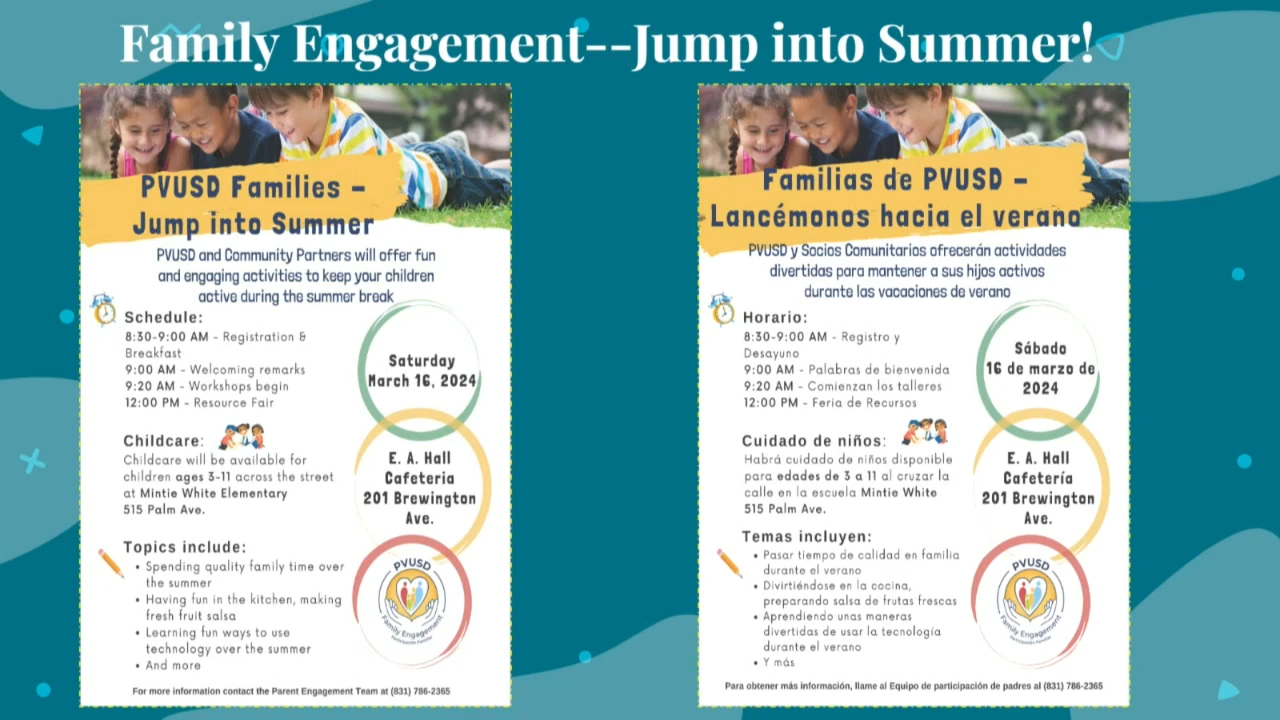 Family Engagement--Jump into Summer!
PVUSD Families –
Jump into Summer
PVUSD and Community Partners will offer fun
and engaging activities to keep your children
active during the summer break
Schedule:
8:30-9:00 AM - Registration &
Breakfast
9:00 AM - Welcoming remarks
9:20 AM - Workshops begin
12:00 PM - Resource Fair
Saturday
March 16, 2024
Childcare:
Childcare will be available for
children ages 3-11 across the street
at Mintie White Elementary
515 Palm Ave.
E. A. Hall
Cafeteria
201 Brewington
Ave.
Topics include:
• Spending quality family time over
the summer
• Having fun in the kitchen, making
fresh fruit salsa
• Learning fun ways to use
technology over the summer
• And more
PVUSD
Family Engagement
Participación Familiar
For more information contact the Parent Engagement Team at (831) 786-2365
Familias de PVUSD –
Lancémonos hacia el verano
PVUSD y Socios Comunitarios ofrecerán actividades
divertidas para mantener a sus hijos activos
durante las vacaciones de verano
Horario:
8:30-9:00 AM - Registro y
Desayuno
9:00 AM - Palabras de bienvenida
9:20 AM - Comienzan los talleres
12:00 PM - Feria de Recursos
Sábado
16 de marzo de
2024
Cuidado de niños:
Habrá cuidado de niños disponible
para edades de 3 a 11 al cruzar la
calle en la escuela Mintie White
515 Palm Ave.
E. A. Hall
Cafetería
201 Brewington
Ave.
Temas incluyen:
• Pasar tiempo de calidad en familia
durante el verano
• Divirtiéndose en la cocina,
preparando salsa de frutas frescas
• Aprendiendo unas maneras
divertidas de usar la tecnología
durante el verano
• Y más
PVUSD
Family Engagement
Participación Familiar
Para obtener más información, llame al Equipo de participación de padres al (831) 786-2365